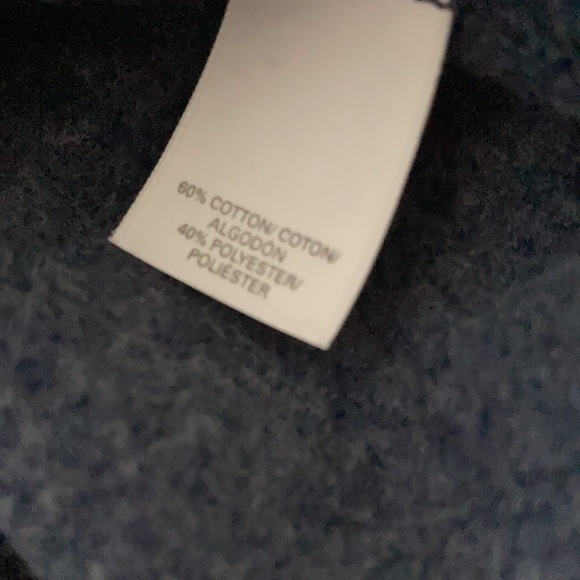 60% COTTON/ COTON/
ALGODÓN
40% POLYESTER/
POLIÉSTER